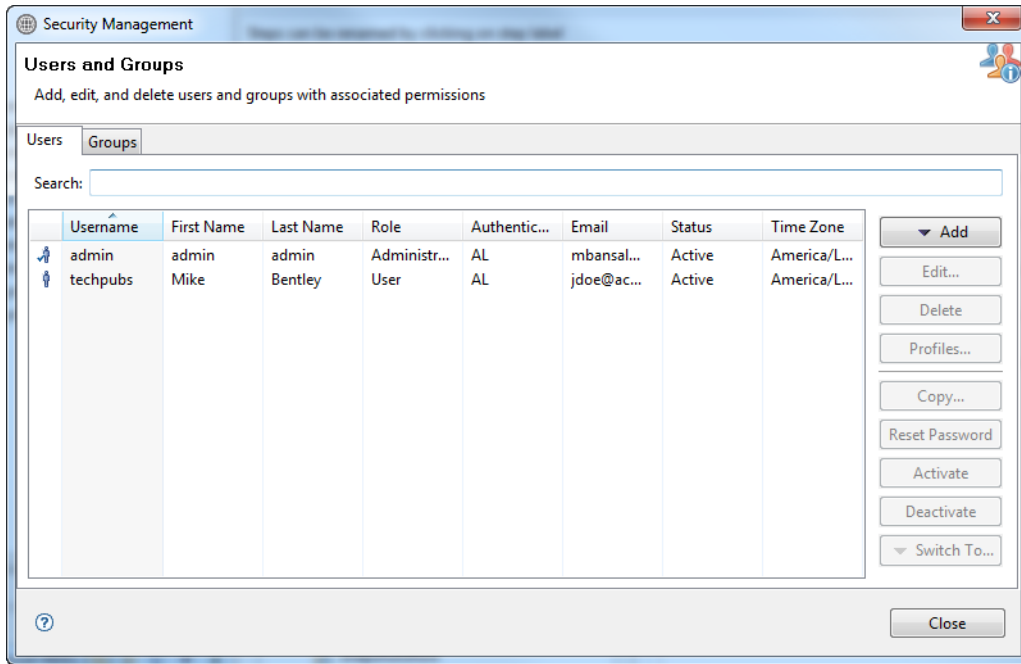 Security Management
Users and Groups
Add, edit, and delete users and groups with associated permissions
Users Groups
Search:
Username First Name Last Name Role Authentic... Email Status Time Zone
admin admin admin Administr... AL mbansal... Active America/L...
techpubs Mike Bentley User AL jdoe@ac... Active America/L...
Add
Edit...
Delete
Profiles...
Copy...
Reset Password
Activate
Deactivate
Switch To...
Close